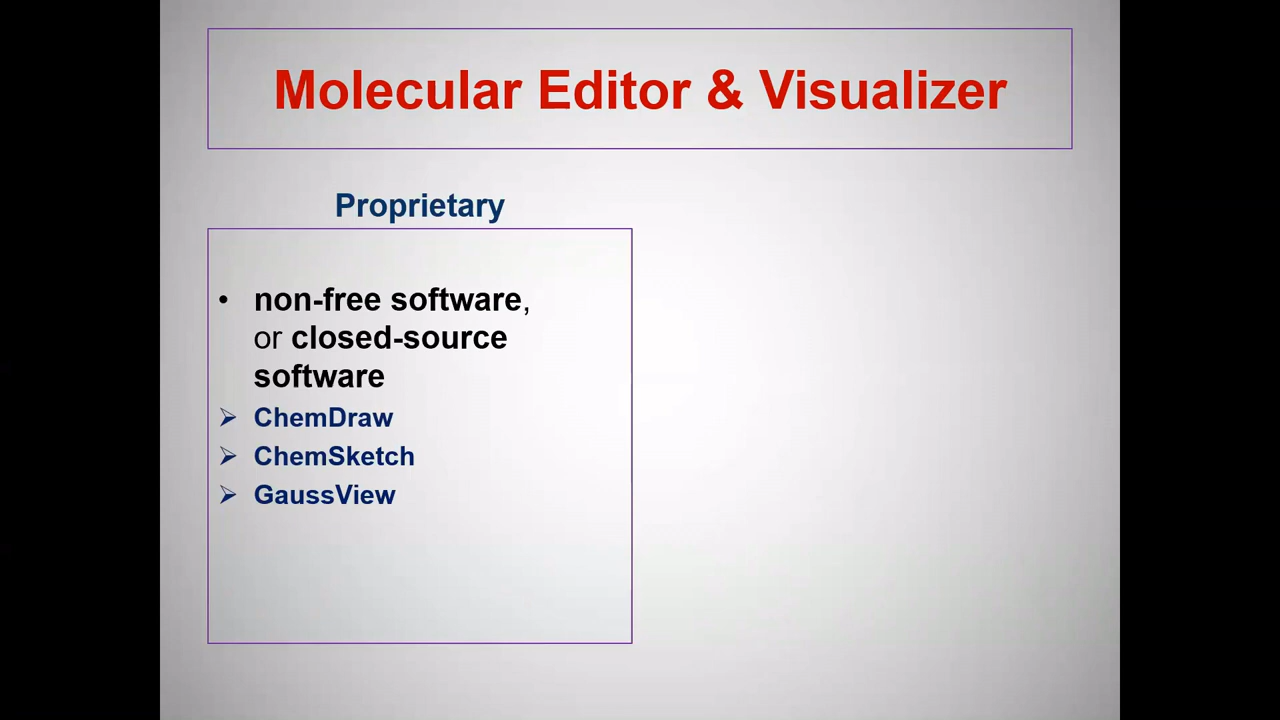 Molecular Editor & Visualizer
Proprietary
• non-free software,
or closed-source
software
➢ ChemDraw
➢ ChemSketch
➢ GaussView